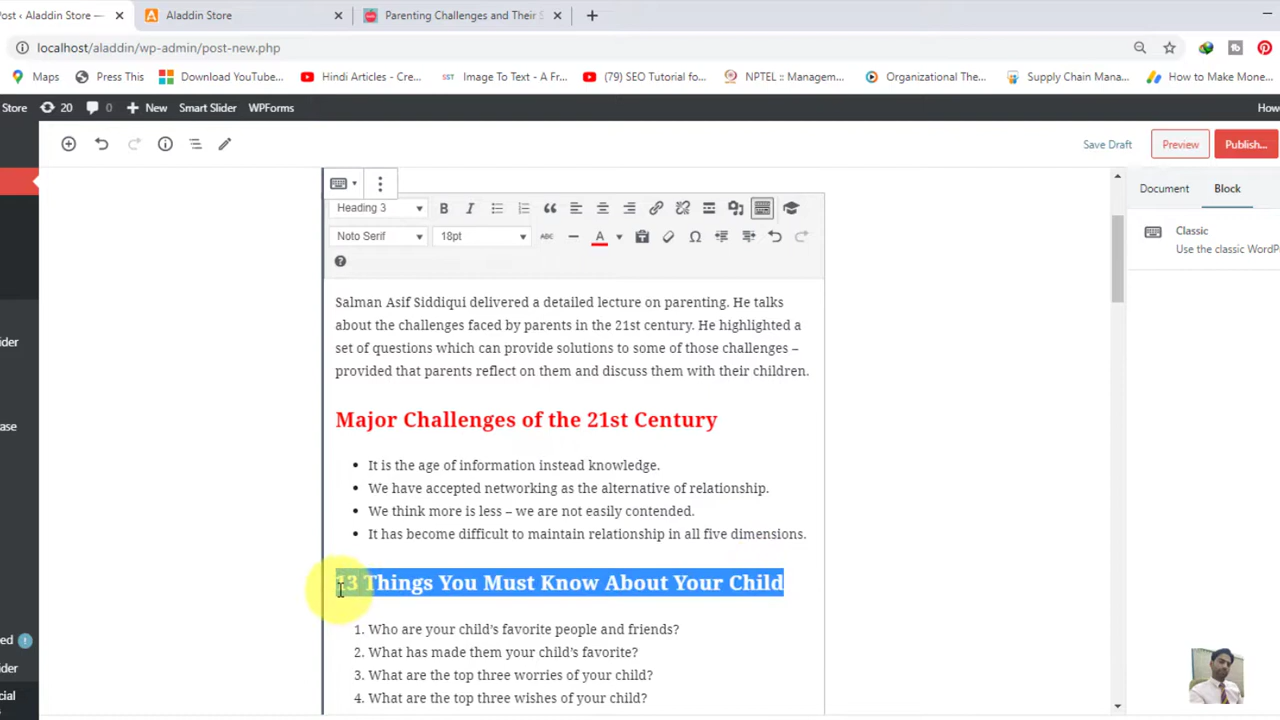 Post ‹ Aladdin Store —
Aladdin Store
Parenting Challenges and Their S
localhost/aladdin/wp-admin/post-new.php
Maps
Press This
Download YouTube...
Hindi Articles - Cre...
SST
Image To Text - A Fr...
(79) SEO Tutorial fo...
NPTEL :: Managem...
Organizational The...
Supply Chain Mana...
How to Make Mone...
Store
20
0
New
Smart Slider
WPForms
How
Save Draft
Preview
Publish...
Document
Block
Heading 3
B
I
Noto Serif
18pt
ABC
A
Ω
Classic
Use the classic WordP
Salman Asif Siddiqui delivered a detailed lecture on parenting. He talks
about the challenges faced by parents in the 21st century. He highlighted a
set of questions which can provide solutions to some of those challenges –
provided that parents reflect on them and discuss them with their children.
Major Challenges of the 21st Century
• It is the age of information instead knowledge.
• We have accepted networking as the alternative of relationship.
• We think more is less – we are not easily contended.
• It has become difficult to maintain relationship in all five dimensions.
13 Things You Must Know About Your Child
1. Who are your child's favorite people and friends?
2. What has made them your child's favorite?
3. What are the top three worries of your child?
4. What are the top three wishes of your child?
ider
ase
ed
ider
ial